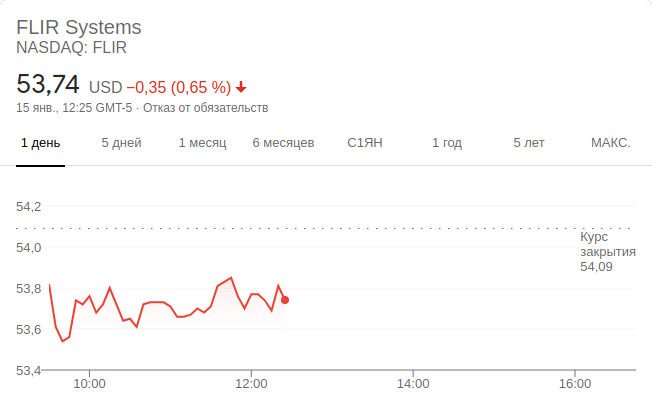 FLIR Systems
NASDAQ: FLIR
53,74 USD −0,35 (0,65 %)
15 янв., 12:25 GMT-5 · Отказ от обязательств
1 день 5 дней 1 месяц 6 месяцев С1ЯН 1 год 5 лет МАКС.
54,2
54,0
53,8
53,6
53,4
Курс
закрытия
54,09
10:00 12:00 14:00 16:00